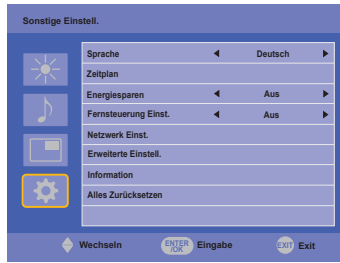 Sonstige Einstell.
Sprache Deutsch
Zeitplan
Energiesparen Aus
Fernsteuerung Einst. Aus
Netzwerk Einst.
Erweiterte Einstell.
Information
Alles Zurücksetzen
Wechseln ENTER /OK Eingabe EXIT Exit